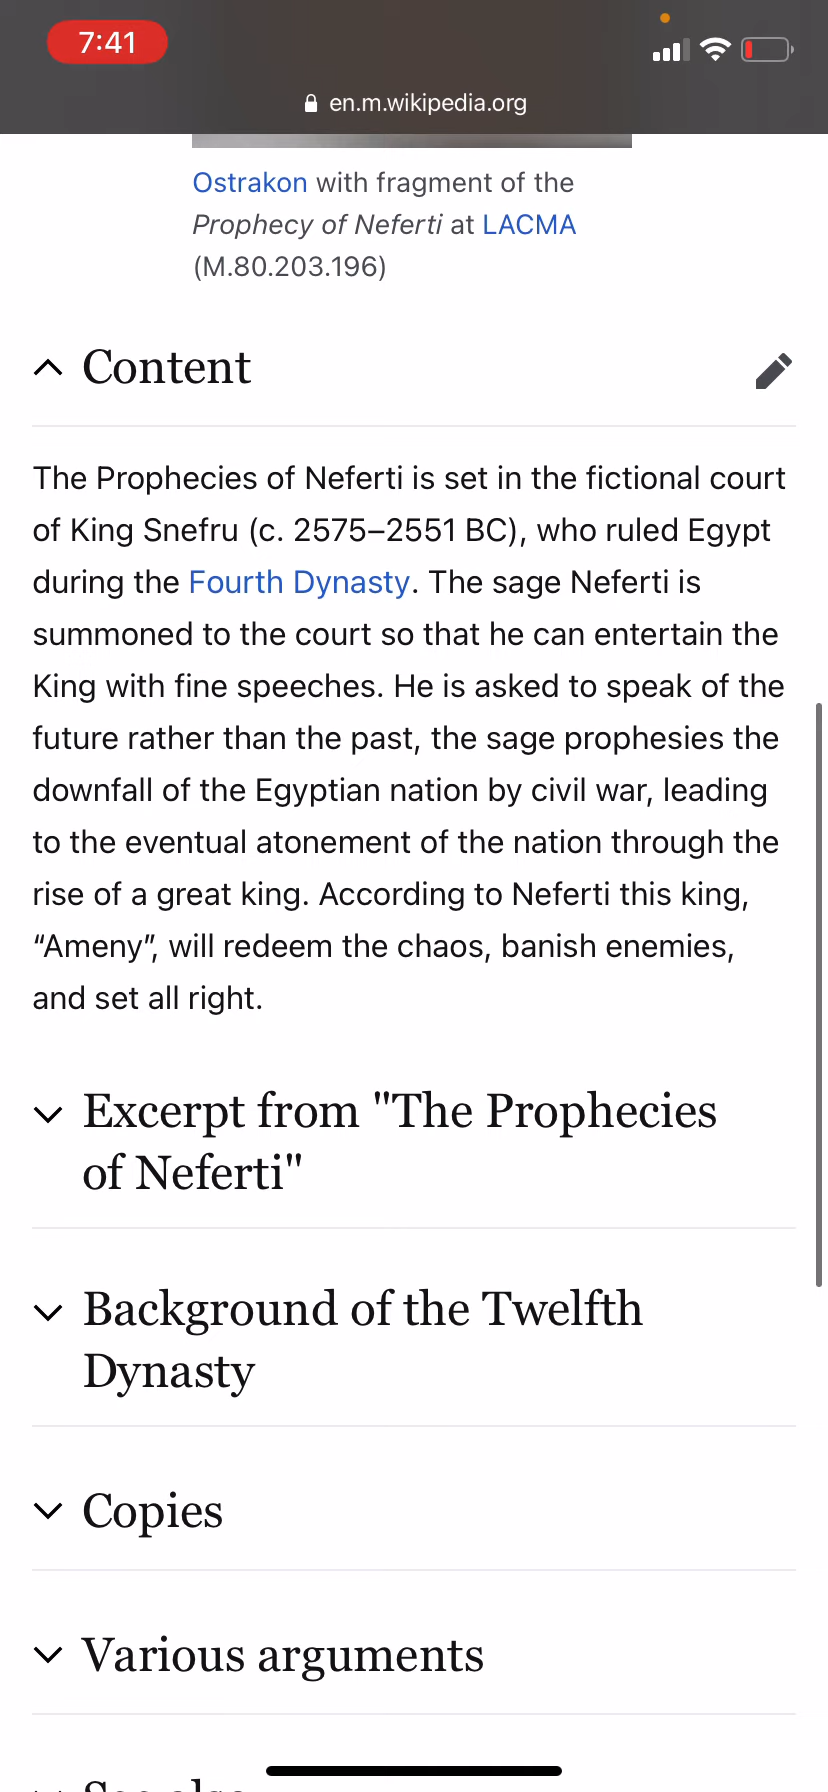 7:41
en.m.wikipedia.org
Ostrakon with fragment of the
Prophecy of Neferti at LACMA
(M.80.203.196)
Content
The Prophecies of Neferti is set in the fictional court
of King Snefru (c. 2575–2551 BC), who ruled Egypt
during the Fourth Dynasty. The sage Neferti is
summoned to the court so that he can entertain the
King with fine speeches. He is asked to speak of the
future rather than the past, the sage prophesies the
downfall of the Egyptian nation by civil war, leading
to the eventual atonement of the nation through the
rise of a great king. According to Neferti this king,
“Ameny”, will redeem the chaos, banish enemies,
and set all right.
Excerpt from "The Prophecies
of Neferti"
Background of the Twelfth
Dynasty
Copies
Various arguments
See also